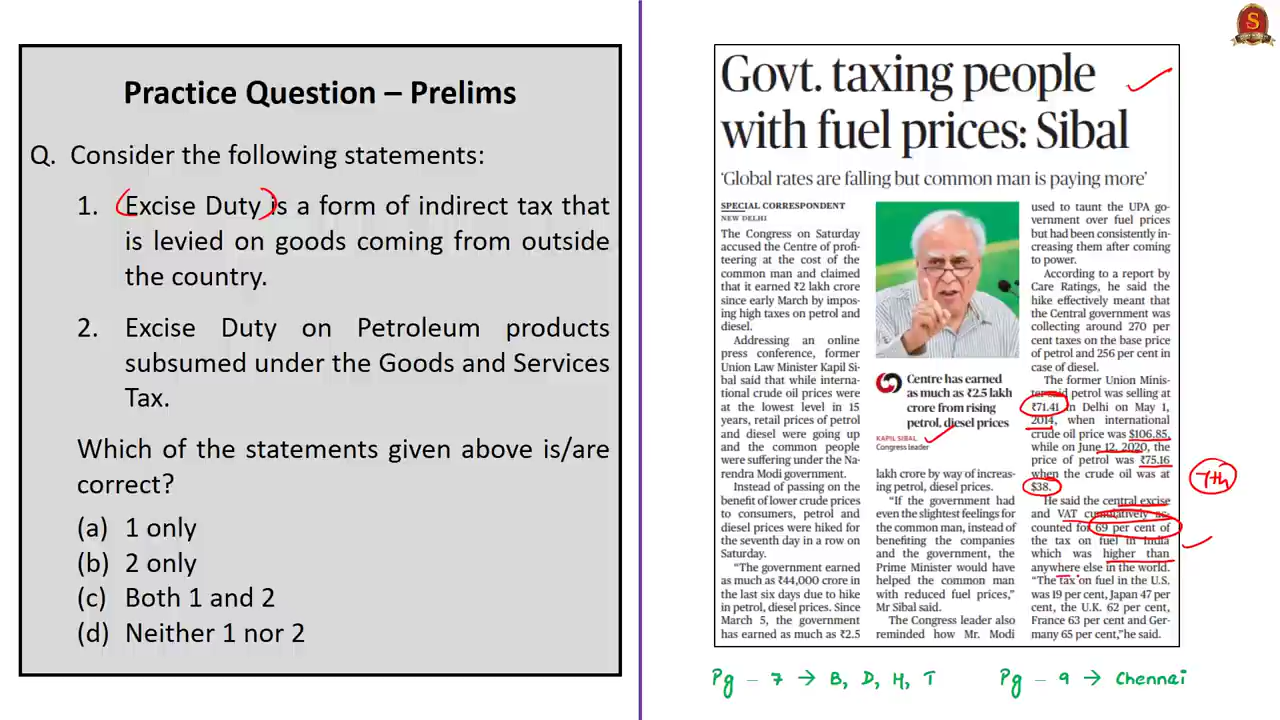 Practice Question – Prelims
Q. Consider the following statements:
1. Excise Duty is a form of indirect tax that
is levied on goods coming from outside
the country.
2. Excise Duty on Petroleum products
subsumed under the Goods and Services
Tax.
Which of the statements given above is/are
correct?
(a) 1 only
(b) 2 only
(c) Both 1 and 2
(d) Neither 1 nor 2
S
Govt. taxing people
with fuel prices: Sibal
‘Global rates are falling but common man is paying more’
SPECIAL CORRESPONDENT
NEW DELHI
The Congress on Saturday
accused the Centre of profi-
teering at the cost of the
common man and claimed
that it earned ₹2 lakh crore
since early March by impos-
ing high taxes on petrol and
diesel.
Addressing an online
press conference, former
Union Law Minister Kapil Si-
bal said that while interna-
tional crude oil prices were
at the lowest level in 15
years, retail prices of petrol
and diesel were going up
and the common people
were suffering under the Na-
rendra Modi government.
Instead of passing on the
benefit of lower crude prices
to consumers, petrol and
diesel prices were hiked for
the seventh day in a row on
Saturday.
“The government earned
as much as ₹44,000 crore in
the last six days due to hike
in petrol, diesel prices. Since
March 5, the government
has earned as much as ₹2.5
Centre has earned
as much as ₹2.5 lakh
crore from rising
petrol, diesel prices
KAPIL SIBAL
Congress leader
lakh crore by way of increas-
ing petrol, diesel prices.
“If the government had
even the slightest feelings for
the common man, instead of
benefiting the companies
and the government, the
Prime Minister would have
helped the common man
with reduced fuel prices,”
Mr Sibal said.
The Congress leader also
reminded how Mr. Modi
used to taunt the UPA go-
vernment over fuel prices
but had been consistently in-
creasing them after coming
to power.
According to a report by
Care Ratings, he said the
hike effectively meant that
the Central government was
collecting around 270 per
cent taxes on the base price
of petrol and 256 per cent in
case of diesel.
The former Union Minis-
ter said petrol was selling at
₹71.41 in Delhi on May 1,
2014, when international
crude oil price was $106.85,
while on June 12, 2020, the
price of petrol was ₹75.16
when the crude oil was at
$38.
He said the central excise
and VAT cumulatively ac-
counted for 69 per cent of
the tax on fuel in India
which was higher than
anywhere else in the world.
“The tax on fuel in the U.S.
was 19 per cent, Japan 47 per
cent, the U.K. 62 per cent,
France 63 per cent and Ger-
many 65 per cent,”he said.
7th
Pg - 7 → B, D, H, T
Pg - 9 → Chennai